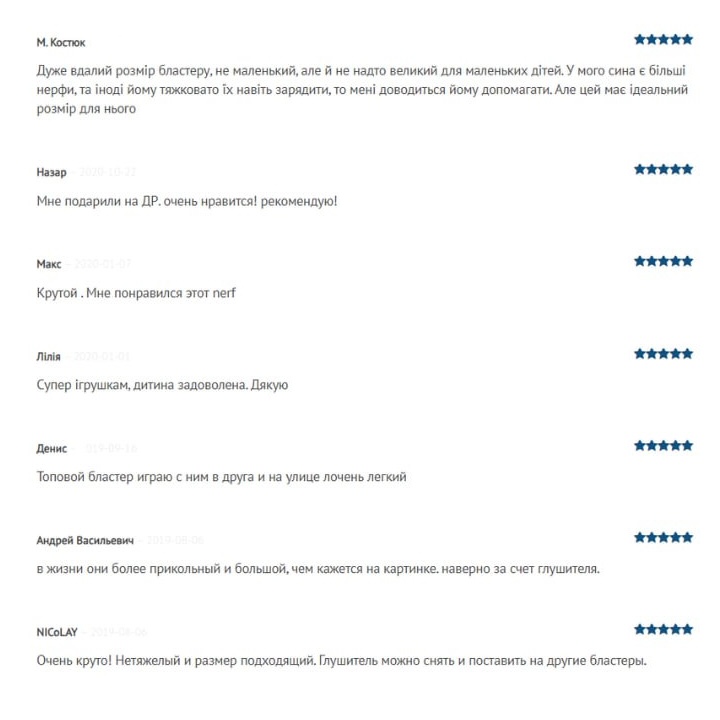 М. Костюк
Дуже вдалий розмір бластеру, не маленький, але й не надто великий для маленьких дітей. У мого сина є більші
нерфи, та іноді йому тяжковато їх навіть зарядити, то мені доводиться йому допомагати. Але цей має ідеальний
розмір для нього
Назар – 2020-10-22
Мне подарили на ДР. очень нравится! рекомендую!
Макс – 2020-01-07
Крутой . Мне понравился этот nerf
Лілія – 2020-01-01
Супер ігрушкам, дитина задоволена. Дякую
Денис – 019-09-16
Топовой бластер играю с ним в друга и на улице лочень легкий
Андрей Васильевич – 2019-08-06
в жизни они более прикольный и большой, чем кажется на картинке. наверно за счет глушителя.
NICoLAY – 2019-08-06
Очень круто! Нетяжелый и размер подходящий. Глушитель можно снять и поставить на другие бластеры.